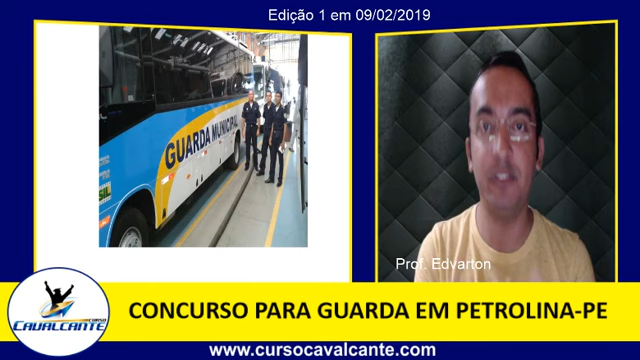 Edição 1 em 09/02/2019
GUARDA MUNICIPAL
Prof. Edvarton
CURSO
CAVALCANTE
CONCURSO PARA GUARDA EM PETROLINA-PE
www.cursocavalcante.com